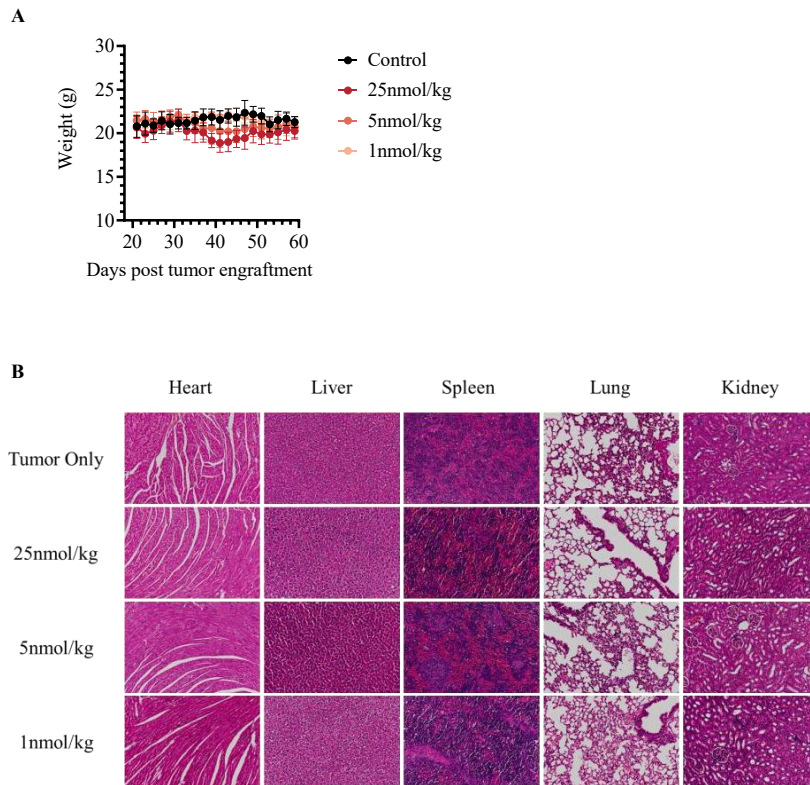 A
30
25
20
15
10
Weight (g)
20 30 40 50 60
Days post tumor engraftment
Control
25nmol/kg
5nmol/kg
1nmol/kg
B
Heart Liver Spleen Lung Kidney
Tumor Only
25nmol/kg
5nmol/kg
1nmol/kg